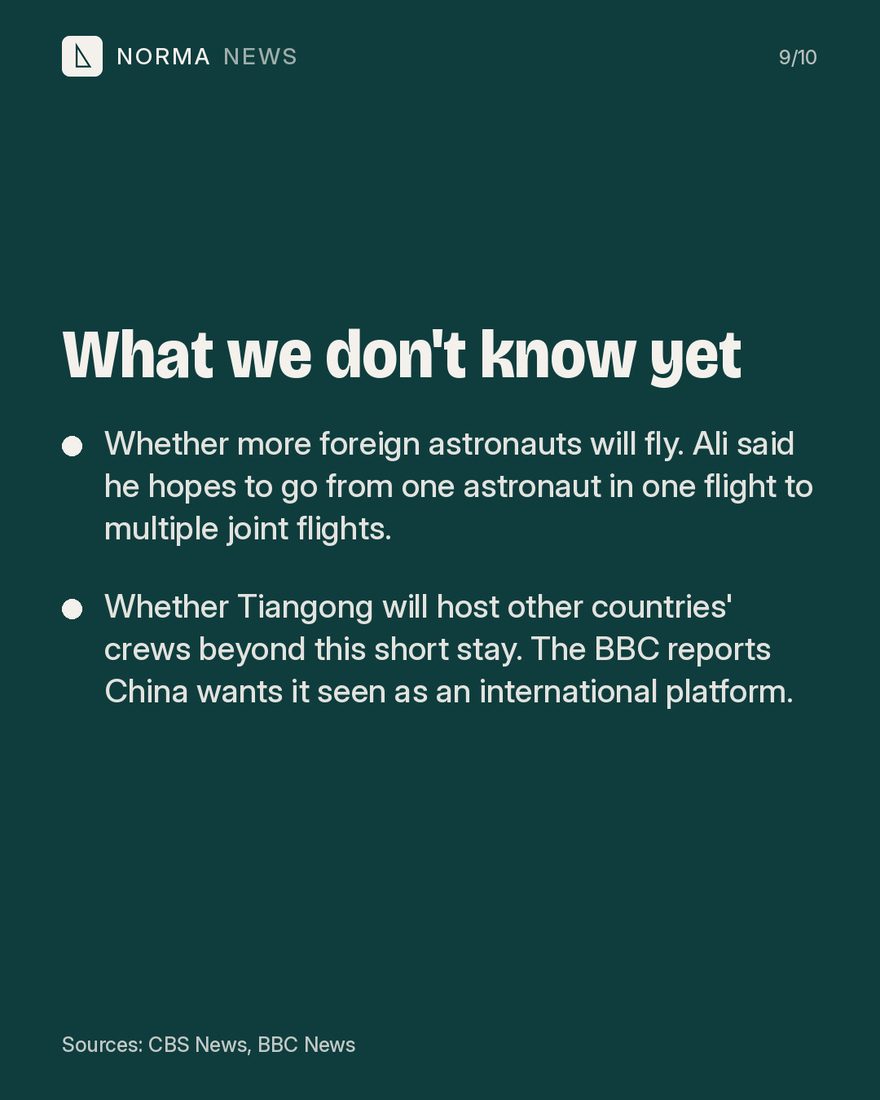 NORMA NEWS
9/10
What we don't know yet
Whether more foreign astronauts will fly. Ali said
he hopes to go from one astronaut in one flight to
multiple joint flights.
Whether Tiangong will host other countries'
crews beyond this short stay. The BBC reports
China wants it seen as an international platform.
Sources: CBS News, BBC News